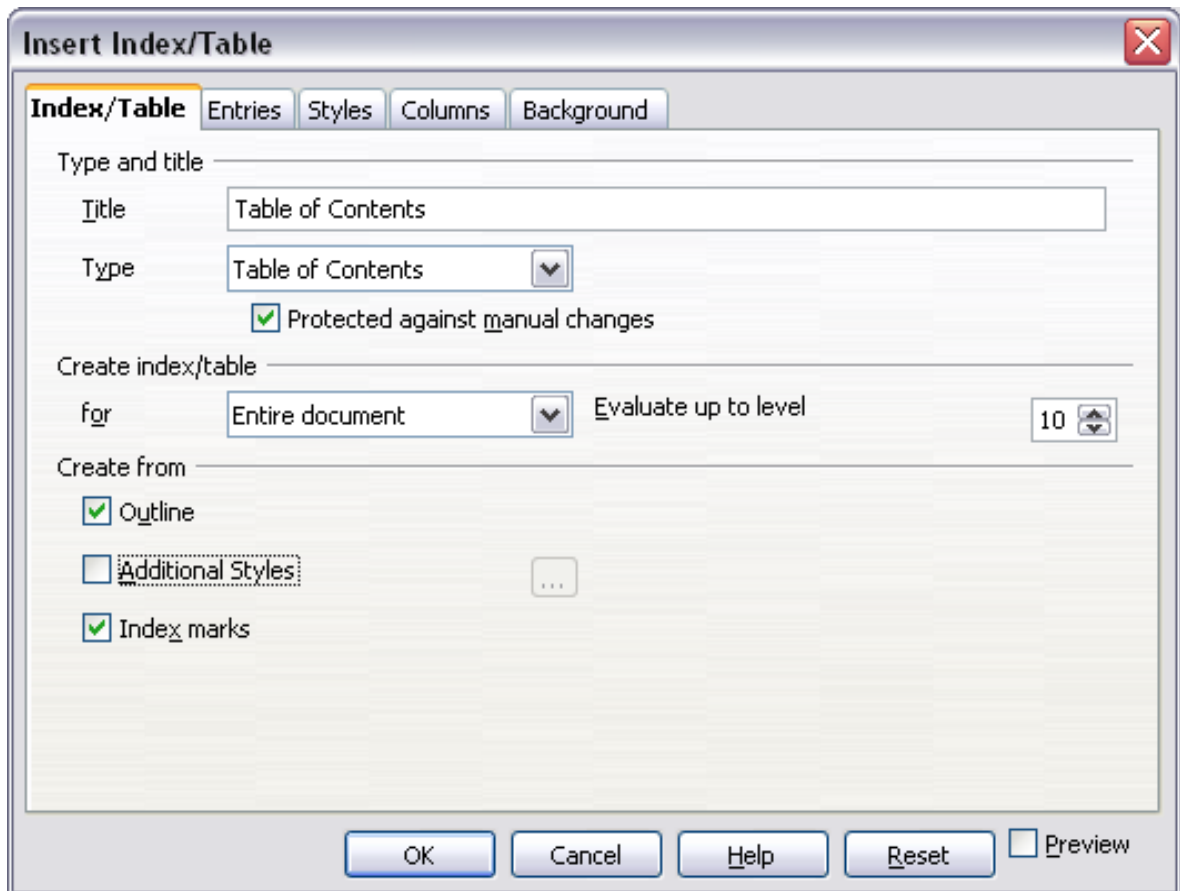 Insert Index/Table
Index/Table Entries Styles Columns Background
Type and title
Title Table of Contents
Type Table of Contents
Protected against manual changes
Create index/table
for Entire document Evaluate up to level 10
Create from
Outline
Additional Styles ...
Index marks
OK Cancel Help Reset Preview